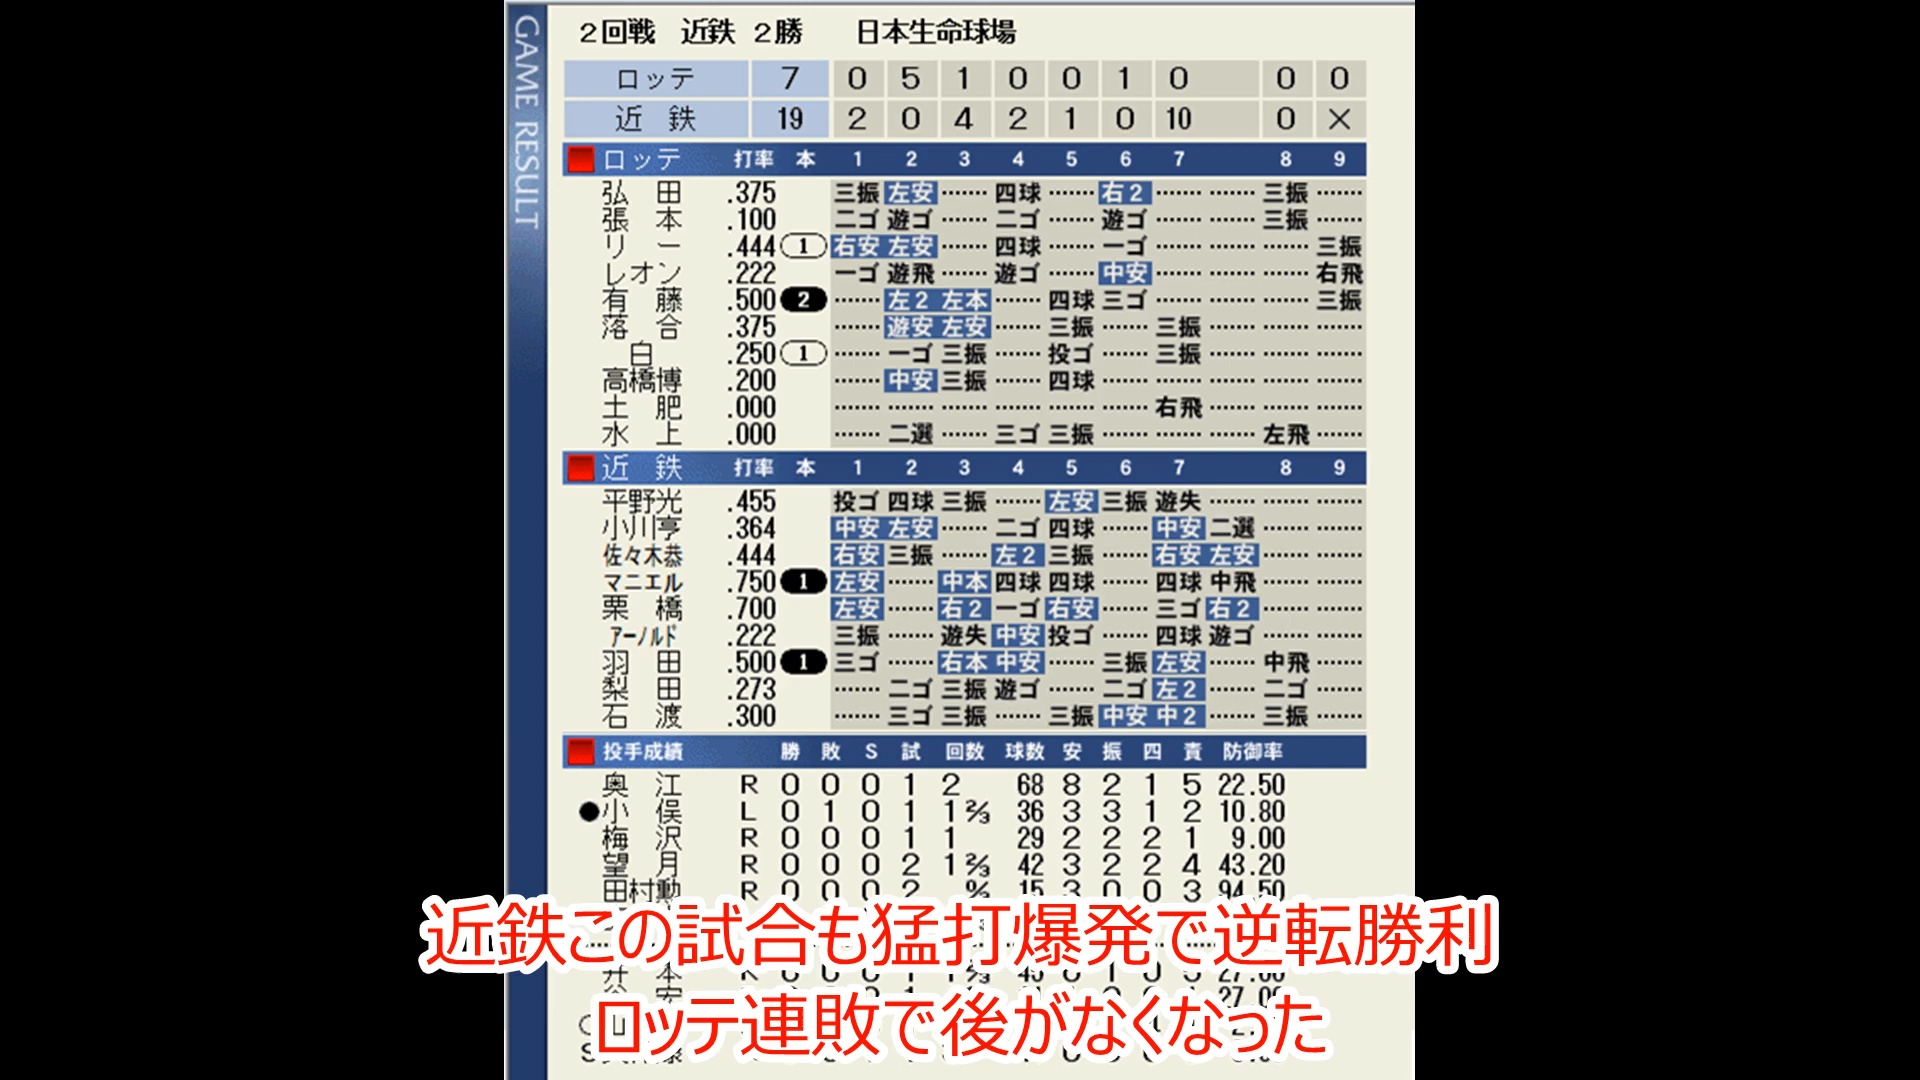 GAME RESULT
2回戦 近鉄 2勝 日本生命球場
ロッテ 7 0 5 1 0 0 1 0 0 0
近鉄 19 2 0 4 2 1 0 10 0 ×
ロッテ 打率 本 1 2 3 4 5 6 7 8 9
弘田 .375 三振 左安 …… 四球 …… 右2 …… …… 三振 ……
張本 .100 二ゴ 遊ゴ …… 二ゴ …… 遊ゴ …… …… 三振 ……
リー .444 1 右安 左安 …… 四球 …… 一ゴ …… …… …… 三振
レオン .222 一ゴ 遊飛 …… 遊ゴ …… 中安 …… …… …… 右飛
有藤 .500 2 …… 左2 左本 …… 四球 三ゴ …… …… …… 三振
落合 .375 …… 遊安 左安 …… 三振 …… 三振 …… …… ……
白 .250 1 …… 一ゴ 三振 …… 投ゴ …… 三振 …… …… ……
高橋博 .200 …… 中安 三振 …… 四球 …… …… …… …… ……
土肥 .000 …… …… …… …… …… …… 右飛 …… …… ……
水上 .000 …… 二選 …… 三ゴ 三振 …… …… …… 左飛 ……
近鉄 打率 本 1 2 3 4 5 6 7 8 9
平野光 .455 投ゴ 四球 三振 …… 左安 三振 遊失 …… …… ……
小川亨 .364 中安 左安 …… 二ゴ 四球 …… 中安 二選 …… ……
佐々木恭 .444 右安 三振 …… 左2 三振 …… 右安 左安 …… ……
マニエル .750 1 左安 …… 中本 四球 四球 …… 四球 中飛 …… ……
栗橋 .700 左安 …… 右2 一ゴ 右安 …… 三ゴ 右2 …… ……
アーノルド .222 三振 …… 遊失 中安 投ゴ …… 四球 遊ゴ …… ……
羽田 .500 1 三ゴ …… 右本 中安 …… 三振 左安 …… 中飛 ……
梨田 .273 …… 二ゴ 三振 遊ゴ …… 二ゴ 左2 …… 二ゴ ……
石渡 .300 …… 三ゴ 三振 …… 三振 中安 中2 …… 三振 ……
投手成績 勝 敗 S 試 回数 球数 安 振 四 責 防御率
奥江 R 0 0 0 1 2 68 8 2 1 5 22.50
●小俣 L 0 1 0 1 1 ⅔ 36 3 3 1 2 10.80
梅沢 R 0 0 0 1 1 29 2 2 2 1 9.00
望月 R 0 0 0 2 1 ⅔ 42 3 2 2 4 43.20
田村勲 R 0 0 0 2 15 3 0 0 3 94.50
近鉄この試合も猛打爆発で逆転勝利
ロッテ連敗で後がなくなった